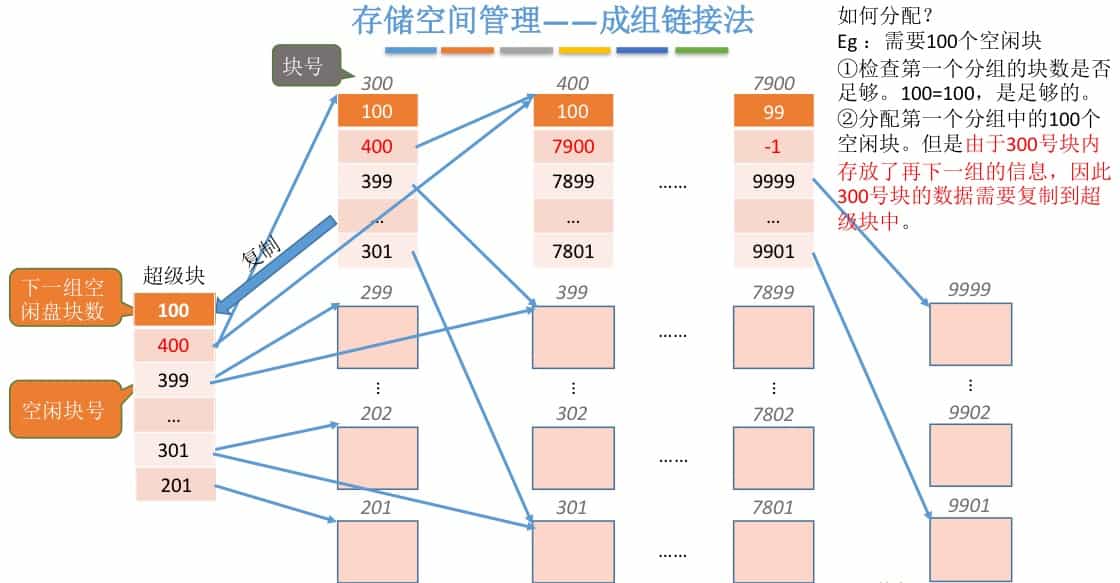 存储空间管理——成组链接法
如何分配？
Eg： 需要100个空闲块
①检查第一个分组的块数是否
足够。100=100，是足够的。
②分配第一个分组中的100个
空闲块。但是由于300号块内
存放了再下一组的信息，因此
300号块的数据需要复制到超
级块中。
块号
300
400
7900
100
100
99
400
7900
-1
399
7899
……
9999
...
...
...
301
7801
9901
复制
超级块
下一组空
闲盘块数
100
400
399
...
301
201
空闲块号
299
399
7899
9999
……
...
...
...
...
202
302
7802
9902
……
201
301
7801
9901
……